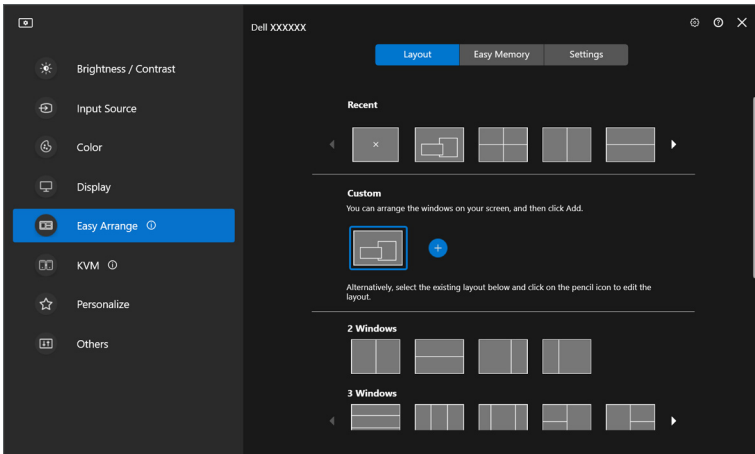 Dell XXXXXX
Brightness / Contrast
Input Source
Color
Display
Easy Arrange
KVM
Personalize
Others
Layout
Easy Memory
Settings
Recent
Custom
You can arrange the windows on your screen, and then click Add.
Alternatively, select the existing layout below and click on the pencil icon to edit the
layout.
2 Windows
3 Windows